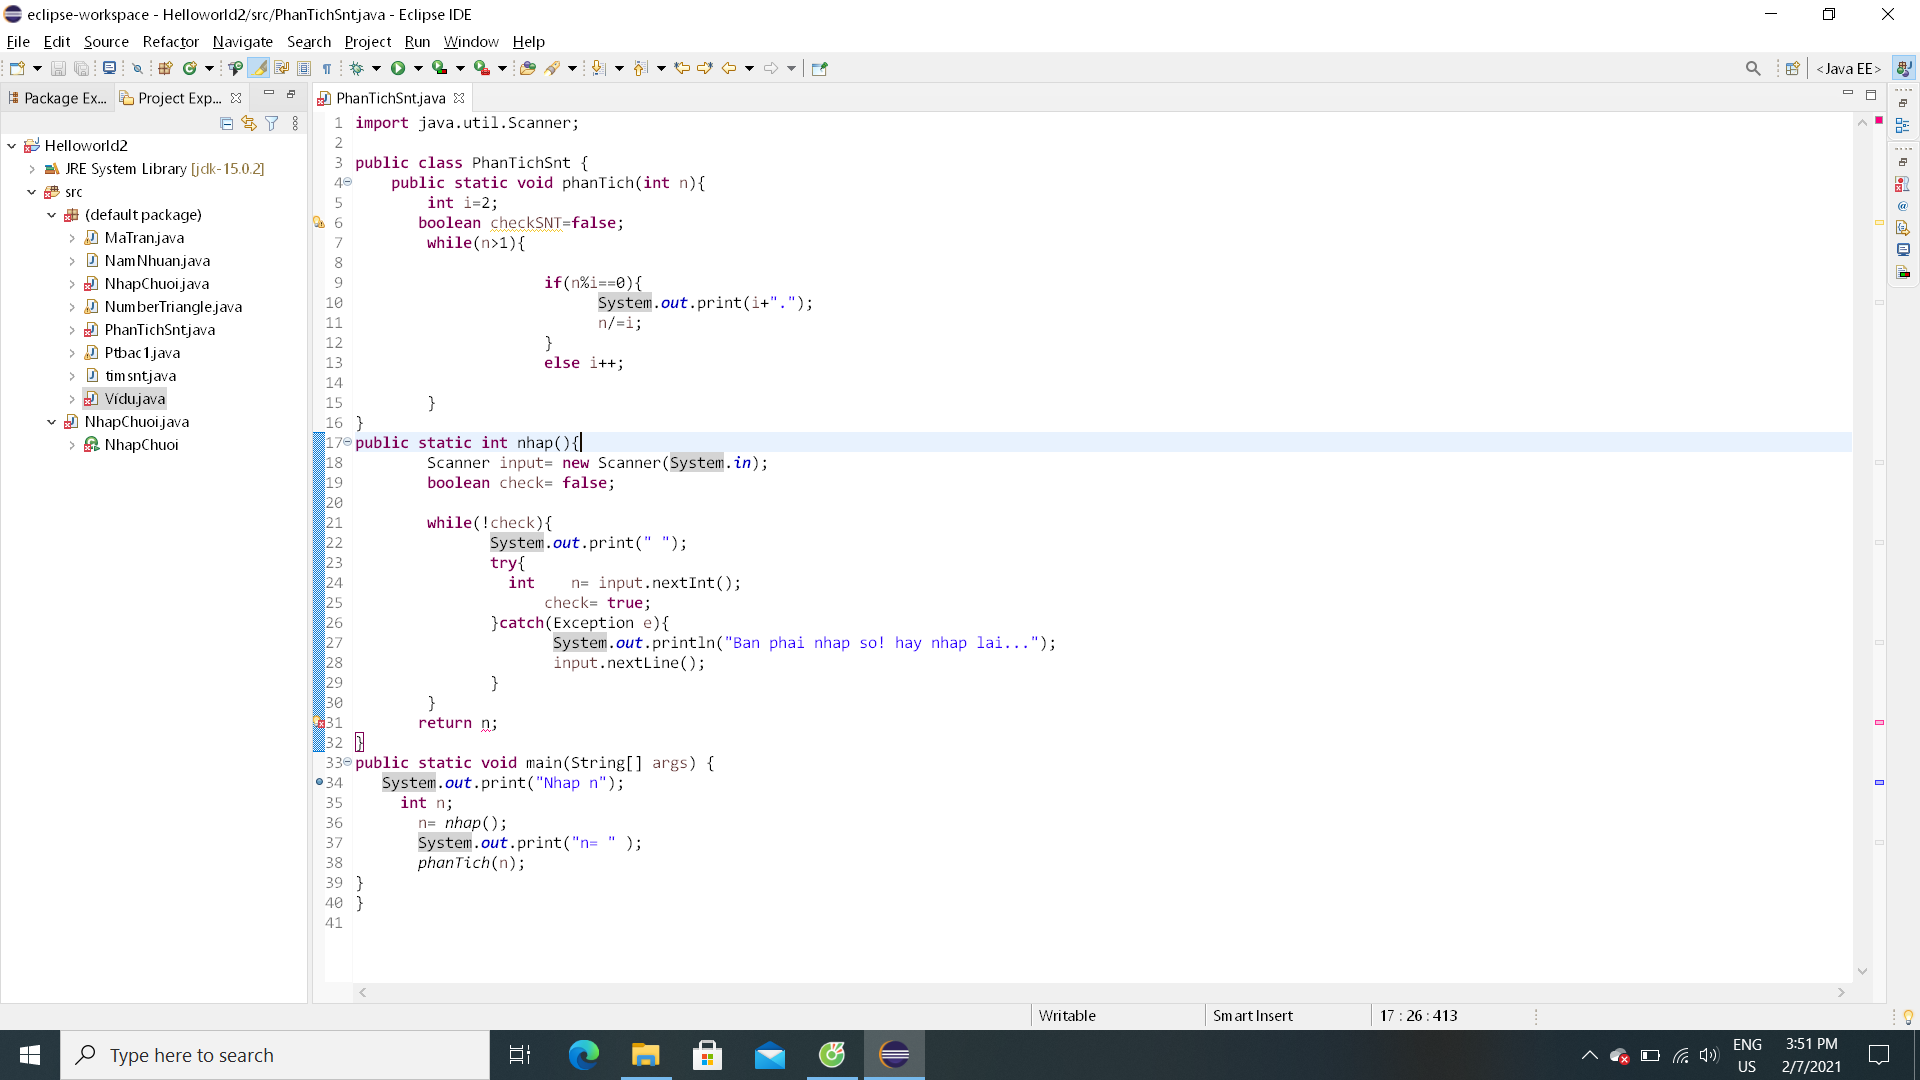 eclipse-workspace - Helloworld2/src/PhanTichSnt.java - Eclipse IDE
File Edit Source Refactor Navigate Search Project Run Window Help
<Java EE>
Package Ex... Project Exp...
PhanTichSnt.java
Helloworld2
JRE System Library [jdk-15.0.2]
src
(default package)
MaTran.java
NamNhuan.java
NhapChuoi.java
NumberTriangle.java
PhanTichSnt.java
Ptbac1.java
timsnt.java
Vídu.java
NhapChuoi.java
NhapChuoi
1 import java.util.Scanner;
2
3 public class PhanTichSnt {
4 public static void phanTich(int n){
5 int i=2;
6 boolean checkSNT=false;
7 while(n>1){
8
9 if(n%i==0){
10 System.out.print(i+".");
11 n/=i;
12 }
13 else i++;
14
15 }
16 }
17 public static int nhap(){
18 Scanner input= new Scanner(System.in);
19 boolean check= false;
20
21 while(!check){
22 System.out.print(" ");
23 try{
24 int n= input.nextInt();
25 check= true;
26 }catch(Exception e){
27 System.out.println("Ban phai nhap so! hay nhap lai...");
28 input.nextLine();
29 }
30 }
31 return n;
32 }
33 public static void main(String[] args) {
34 System.out.print("Nhap n");
35 int n;
36 n= nhap();
37 System.out.print("n= " );
38 phanTich(n);
39 }
40 }
41
Writable Smart Insert 17 : 26 : 413
Type here to search
ENG
US
3:51 PM
2/7/2021